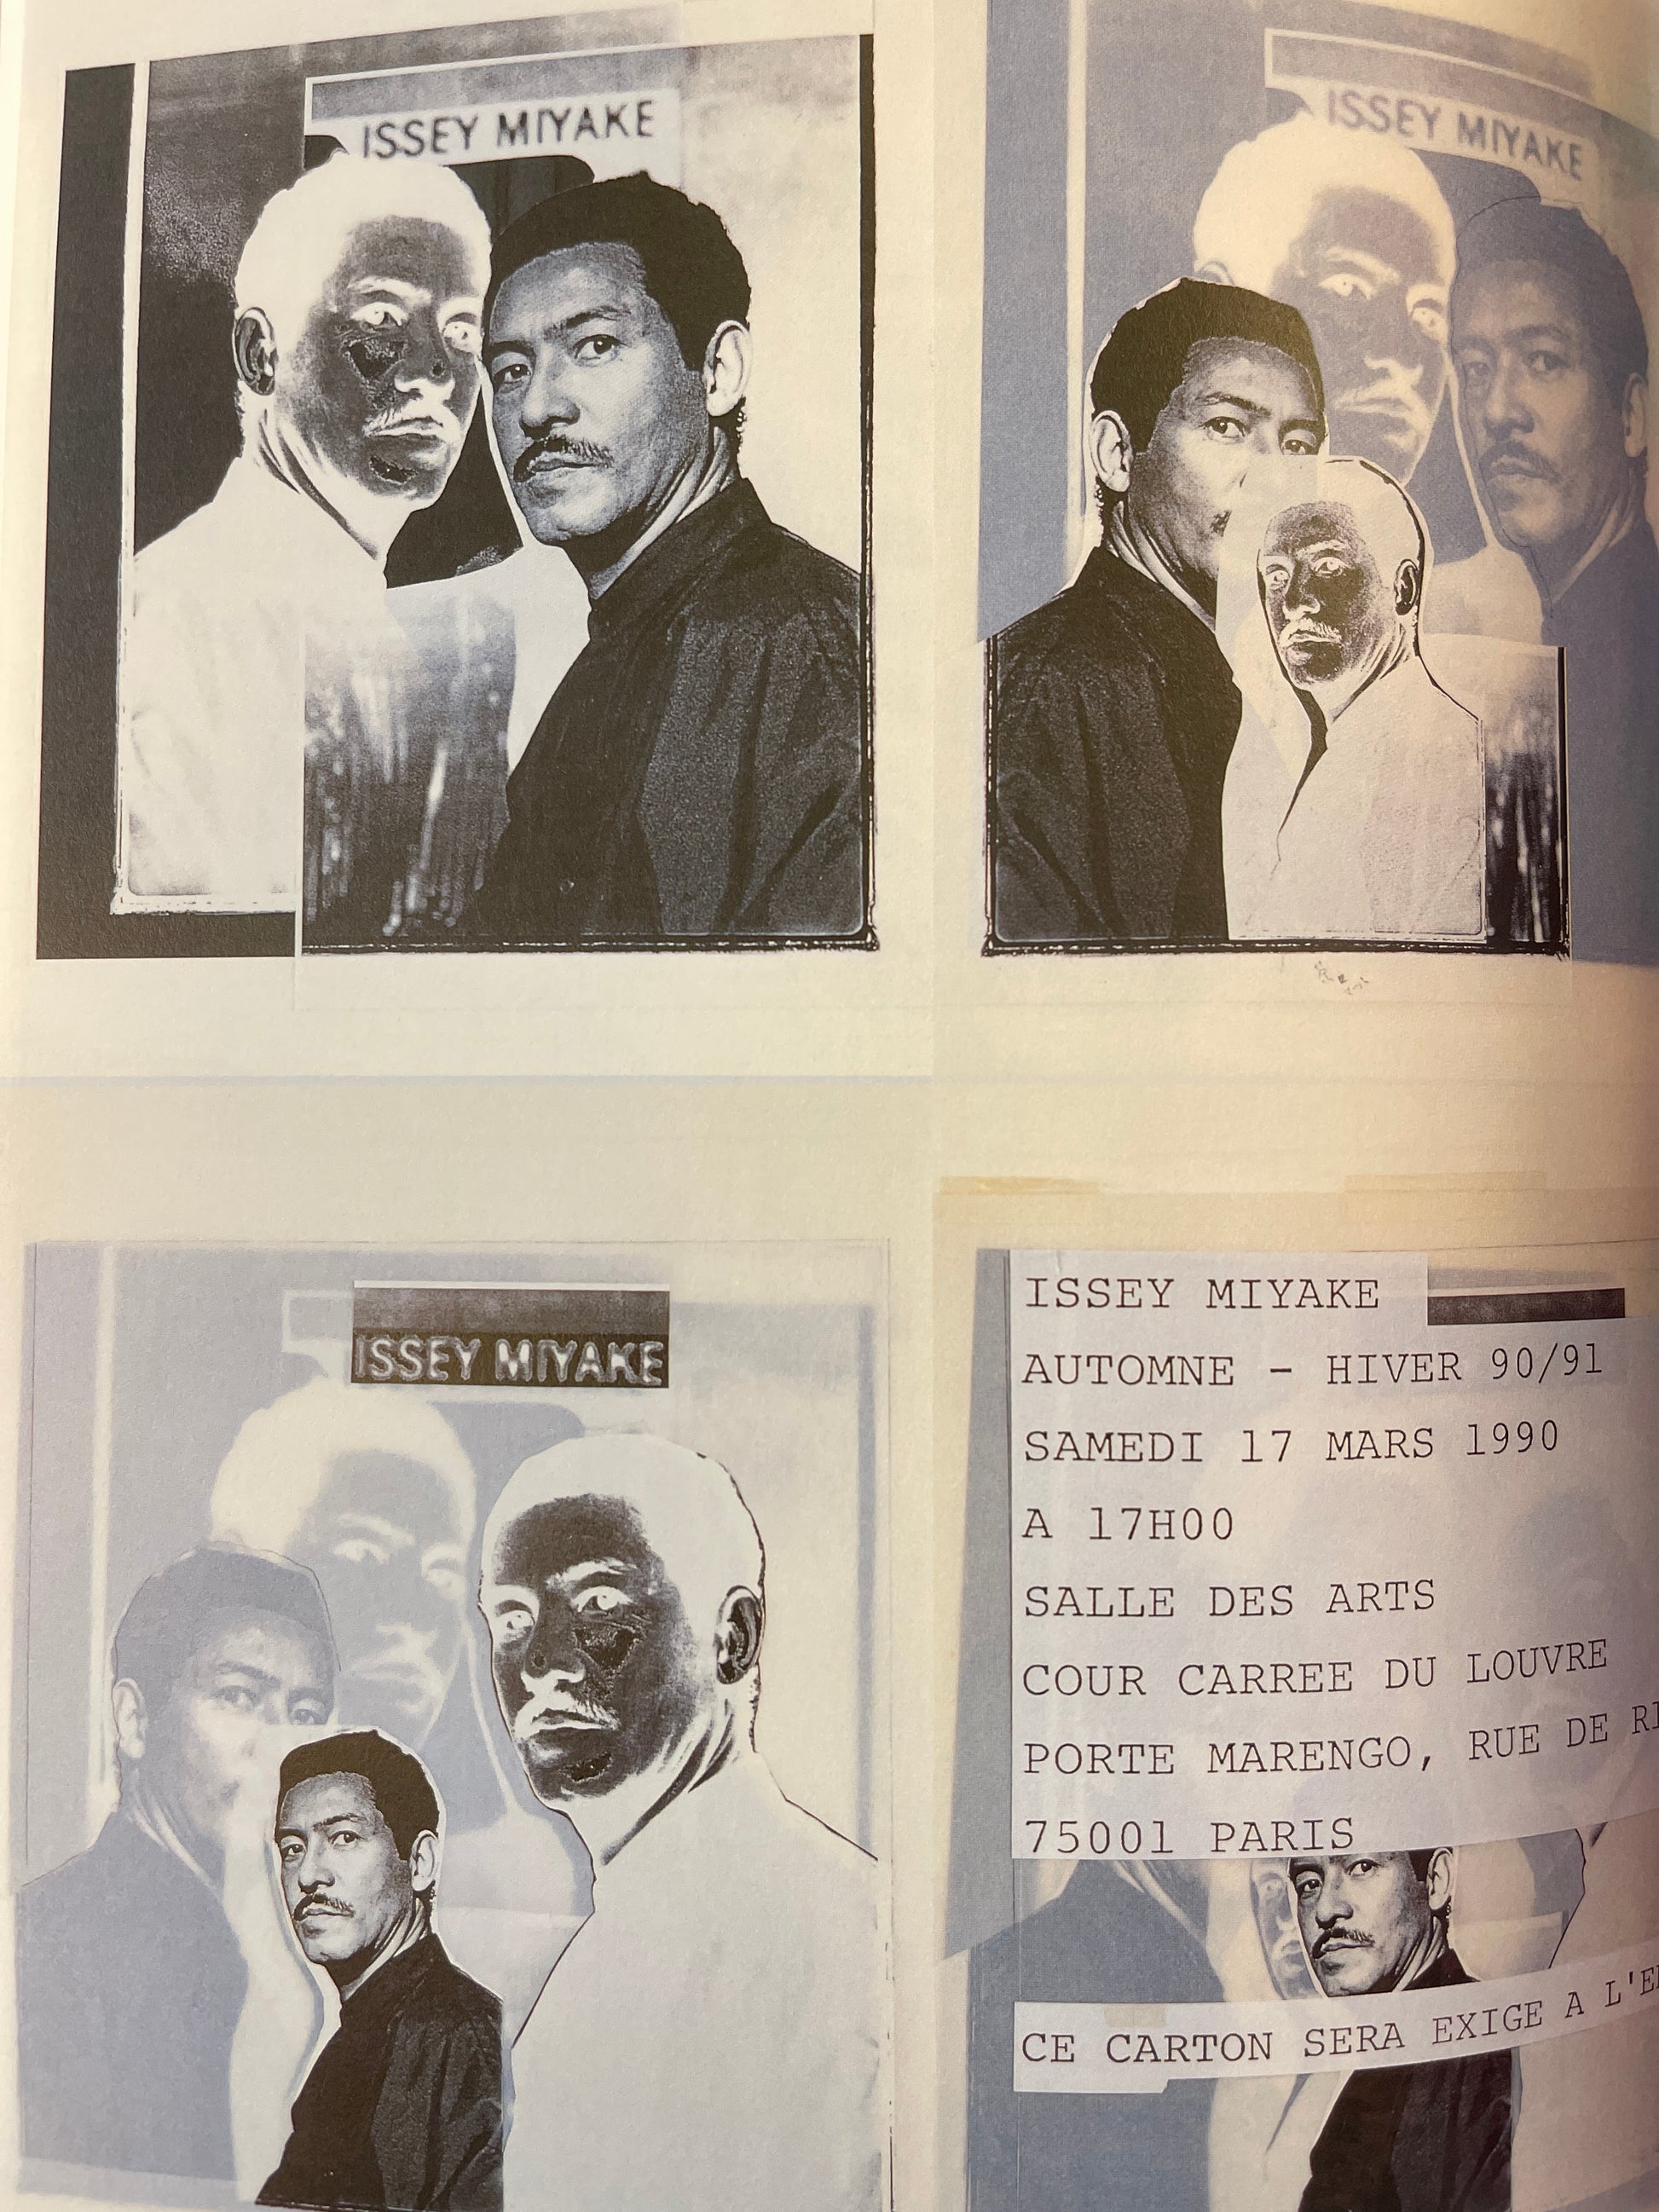 ISSEY MIYAKE
ISSEY MIYAKE
ISSEY MIYAKE
ISSEY MIYAKE
AUTOMNE - HIVER 90/91
SAMEDI 17 MARS 1990
A 17H00
SALLE DES ARTS
COUR CARREE DU LOUVRE
PORTE MARENGO, RUE DE
75001 PARIS
CE CARTON SERA EXIGE A